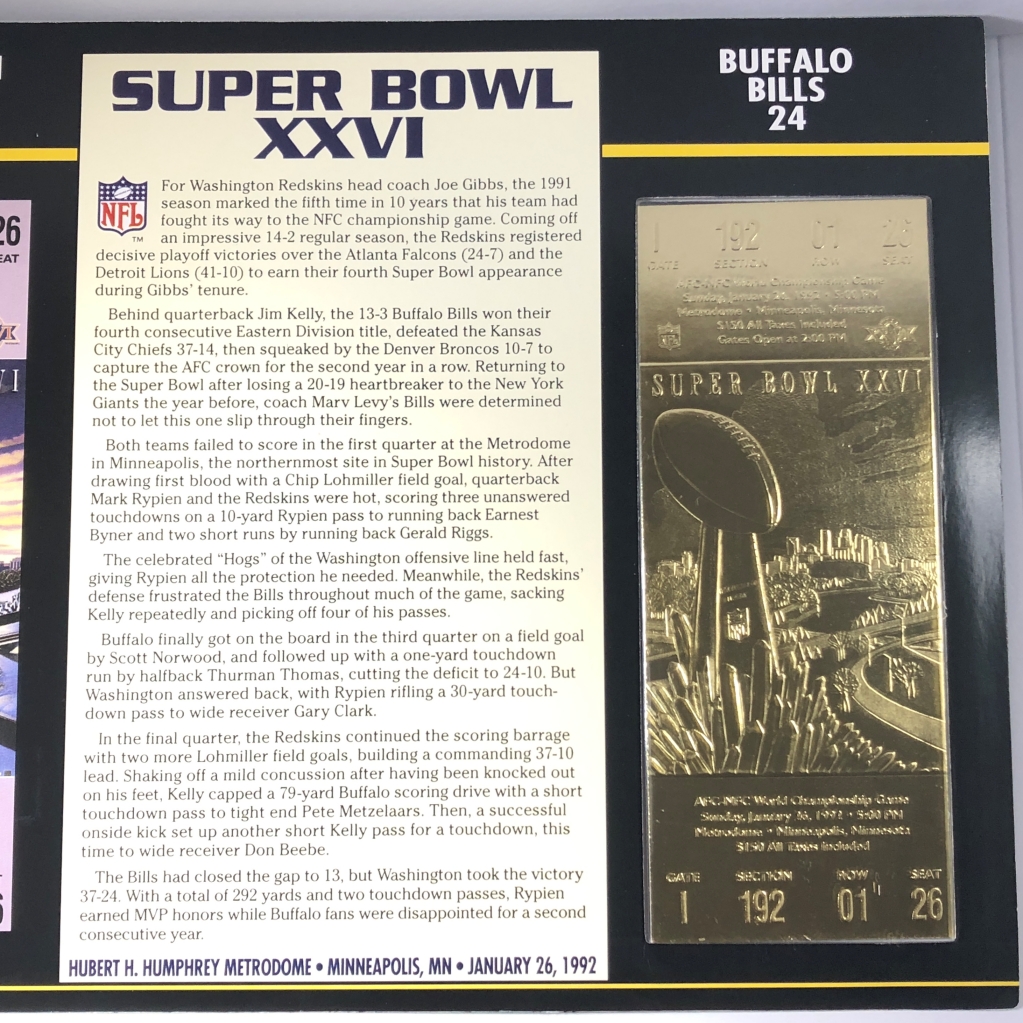 SUPER BOWL
XXVI
NFL
TM
For Washington Redskins head coach Joe Gibbs, the 1991
season marked the fifth time in 10 years that his team had
fought its way to the NFC championship game. Coming off
an impressive 14-2 regular season, the Redskins registered
decisive playoff victories over the Atlanta Falcons (24-7) and the
Detroit Lions (41-10) to earn their fourth Super Bowl appearance
during Gibbs' tenure.
Behind quarterback Jim Kelly, the 13-3 Buffalo Bills won their
fourth consecutive Eastern Division title, defeated the Kansas
City Chiefs 37-14, then squeaked by the Denver Broncos 10-7 to
capture the AFC crown for the second year in a row. Returning to
the Super Bowl after losing a 20-19 heartbreaker to the New York
Giants the year before, coach Marv Levy's Bills were determined
not to let this one slip through their fingers.
Both teams failed to score in the first quarter at the Metrodome
in Minneapolis, the northernmost site in Super Bowl history. After
drawing first blood with a Chip Lohmiller field goal, quarterback
Mark Rypien and the Redskins were hot, scoring three unanswered
touchdowns on a 10-yard Rypien pass to running back Earnest
Byner and two short runs by running back Gerald Riggs.
The celebrated "Hogs" of the Washington offensive line held fast,
giving Rypien all the protection he needed. Meanwhile, the Redskins'
defense frustrated the Bills throughout much of the game, sacking
Kelly repeatedly and picking off four of his passes.
Buffalo finally got on the board in the third quarter on a field goal
by Scott Norwood, and followed up with a one-yard touchdown
run by halfback Thurman Thomas, cutting the deficit to 24-10. But
Washington answered back, with Rypien rifling a 30-yard touch-
down pass to wide receiver Gary Clark.
In the final quarter, the Redskins continued the scoring barrage
with two more Lohmiller field goals, building a commanding 37-10
lead. Shaking off a mild concussion after having been knocked out
on his feet, Kelly capped a 79-yard Buffalo scoring drive with a short
touchdown pass to tight end Pete Metzelaars. Then, a successful
onside kick set up another short Kelly pass for a touchdown, this
time to wide receiver Don Beebe.
The Bills had closed the gap to 13, but Washington took the victory
37-24. With a total of 292 yards and two touchdown passes, Rypien
earned MVP honors while Buffalo fans were disappointed for a second
consecutive year.
HUBERT H. HUMPHREY METRODOME • MINNEAPOLIS, MN • JANUARY 26, 1992
BUFFALO
BILLS
24
1 192 01 26
GATE SECTION ROW SEAT
AFC-NFC World Championship Game
Sunday, January 26, 1992 • 5:00 PM
Metrodome • Minneapolis, Minnesota
$150 All Taxes Included
Gates Open at 2:00 PM
SUPER BOWL XXVI
AFC-NFC World Championship Game
Sunday, January 26, 1992 • 5:00 PM
Metrodome • Minneapolis, Minnesota
$150 All Taxes Included
GATE SECTION ROW SEAT
1 192 01 26